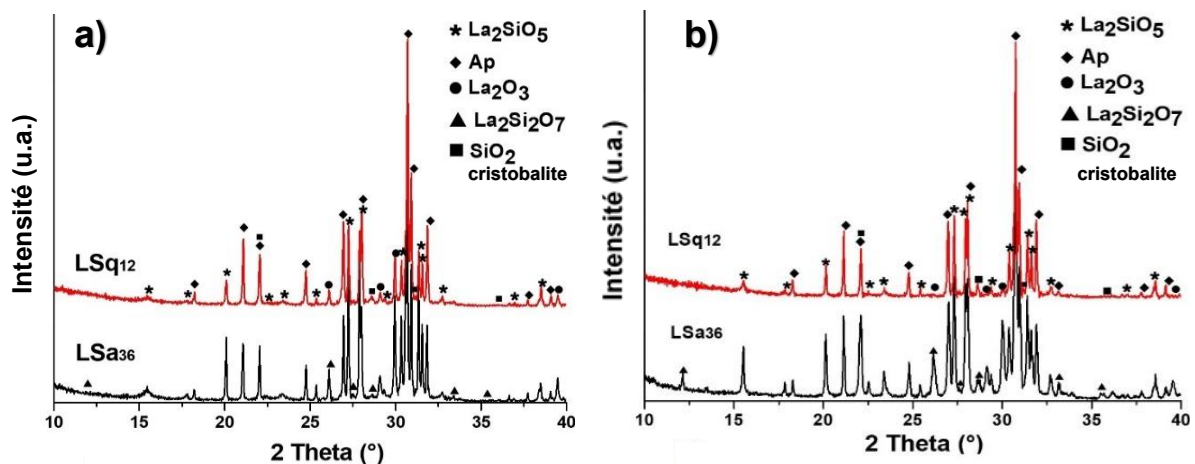 a)
* La2SiO5
◆ Ap
● La2O3
▲ La2Si2O7
■ SiO2
cristobalite
Intensité (u.a.)
LSq12
LSa36
10 15 20 25 30 35 40
2 Theta (°)
b)
* La2SiO5
◆ Ap
● La2O3
▲ La2Si2O7
■ SiO2
cristobalite
Intensité (u.a.)
LSq12
LSa36
10 15 20 25 30 35 40
2 Theta (°)